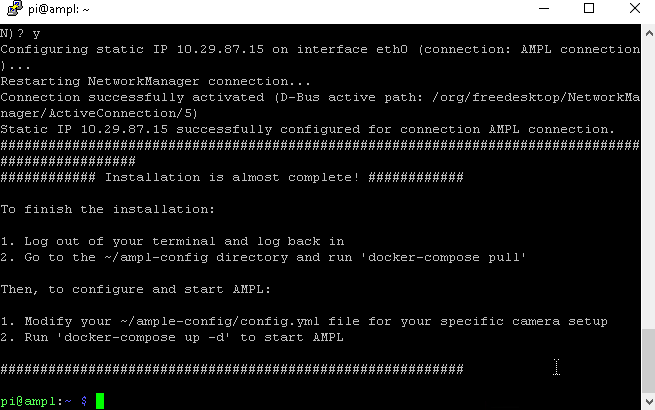 pi@ampl: ~
N)? y
Configuring static IP 10.29.87.15 on interface eth0 (connection: AMPL connection
)...
Restarting NetworkManager connection...
Connection successfully activated (D-Bus active path: /org/freedesktop/NetworkMa
nager/ActiveConnection/5)
Static IP 10.29.87.15 successfully configured for connection AMPL connection.
################################################################################
#################
############ Installation is almost complete! ############
To finish the installation:
1. Log out of your terminal and log back in
2. Go to the ~/ampl-config directory and run 'docker-compose pull'
Then, to configure and start AMPL:
1. Modify your ~/ample-config/config.yml file for your specific camera setup
2. Run 'docker-compose up -d' to start AMPL
##########################################################
pi@ampl:~ $